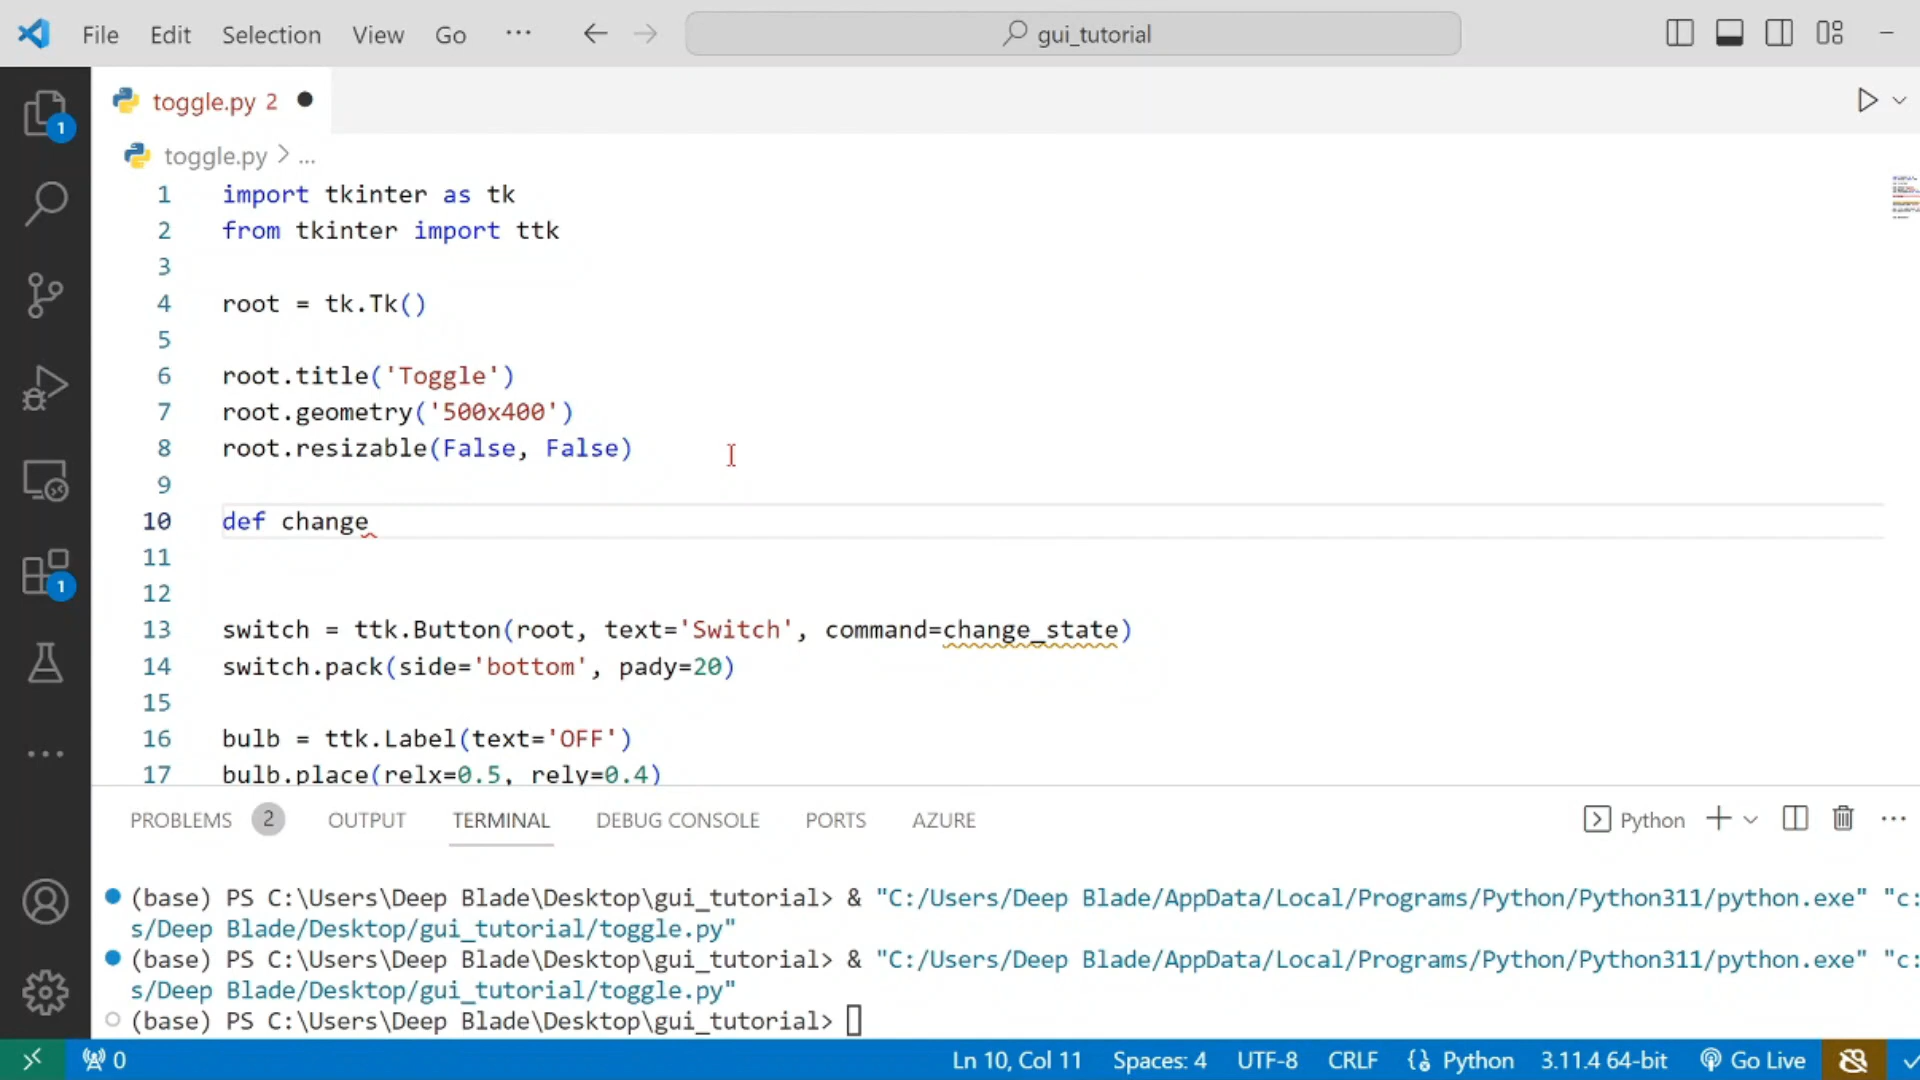 File Edit Selection View Go ··· gui_tutorial
toggle.py 2
toggle.py > ...
1 import tkinter as tk
2 from tkinter import ttk
3
4 root = tk.Tk()
5
6 root.title('Toggle')
7 root.geometry('500x400')
8 root.resizable(False, False)
9
10 def change
11
12
13 switch = ttk.Button(root, text='Switch', command=change_state)
14 switch.pack(side='bottom', pady=20)
15
16 bulb = ttk.Label(text='OFF')
17 bulb.place(relx=0.5, rely=0.4)
1
1
PROBLEMS 2 OUTPUT TERMINAL DEBUG CONSOLE PORTS AZURE Python
(base) PS C:\Users\Deep Blade\Desktop\gui_tutorial> & "C:/Users/Deep Blade/AppData/Local/Programs/Python/Python311/python.exe" "c:
s/Deep Blade/Desktop/gui_tutorial/toggle.py"
(base) PS C:\Users\Deep Blade\Desktop\gui_tutorial> & "C:/Users/Deep Blade/AppData/Local/Programs/Python/Python311/python.exe" "c:
s/Deep Blade/Desktop/gui_tutorial/toggle.py"
(base) PS C:\Users\Deep Blade\Desktop\gui_tutorial>
0 Ln 10, Col 11 Spaces: 4 UTF-8 CRLF Python 3.11.4 64-bit Go Live